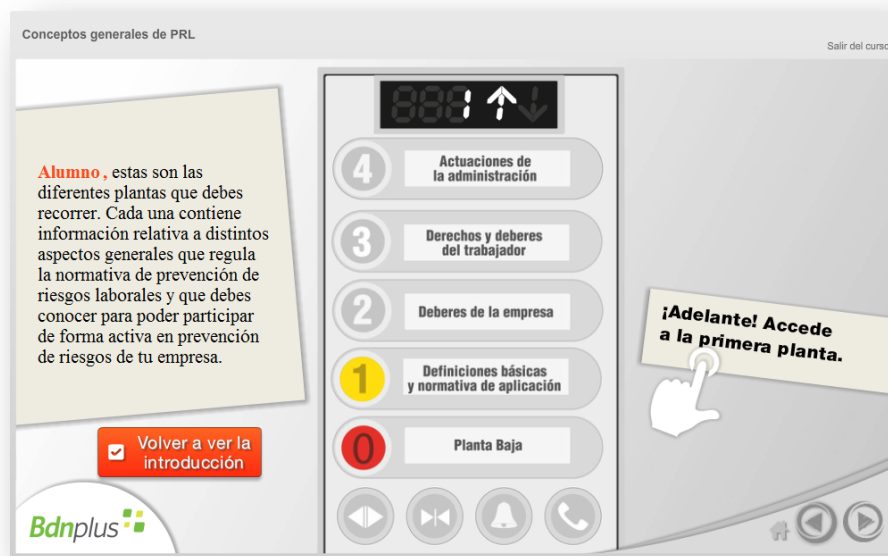 Conceptos generales de PRL
Salir del curso
Alumno, estas son las
diferentes plantas que debes
recorrer. Cada una contiene
información relativa a distintos
aspectos generales que regula
la normativa de prevención de
riesgos laborales y que debes
conocer para poder participar
de forma activa en prevención
de riesgos de tu empresa.
Volver a ver la
introducción
Bdnplus
1
4
Actuaciones de
la administración
3
Derechos y deberes
del trabajador
2
Deberes de la empresa
1
Definiciones básicas
y normativa de aplicación
0
Planta Baja
¡Adelante! Accede
a la primera planta.